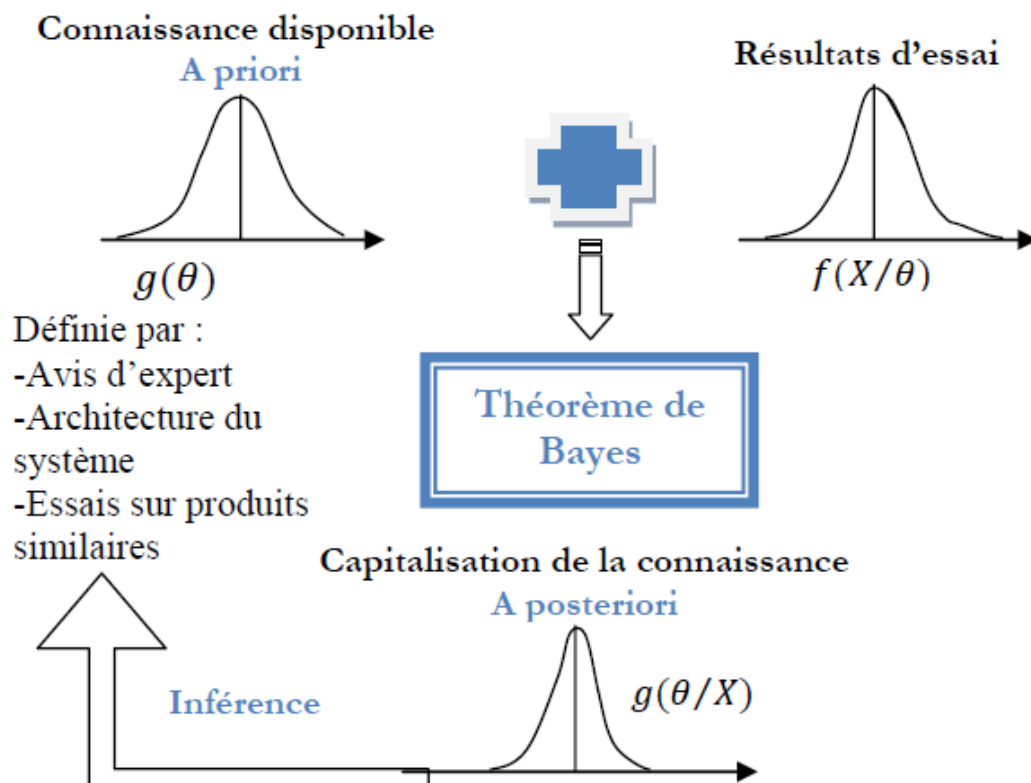 Connaissance disponible
A priori
Résultats d'essai
g(θ)
f(X/θ)
Définie par :
-Avis d'expert
-Architecture du
système
-Essais sur produits
similaires
Théorème de
Bayes
Capitalisation de la connaissance
A posteriori
g(θ/X)
Inférence